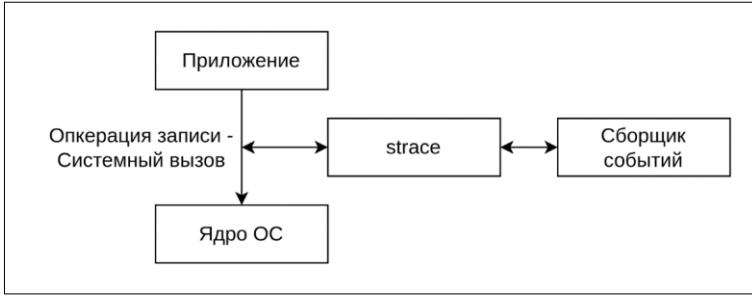 Приложение
Опкерация записи -
Системный вызов
strace
Сборщик
событий
Ядро ОС